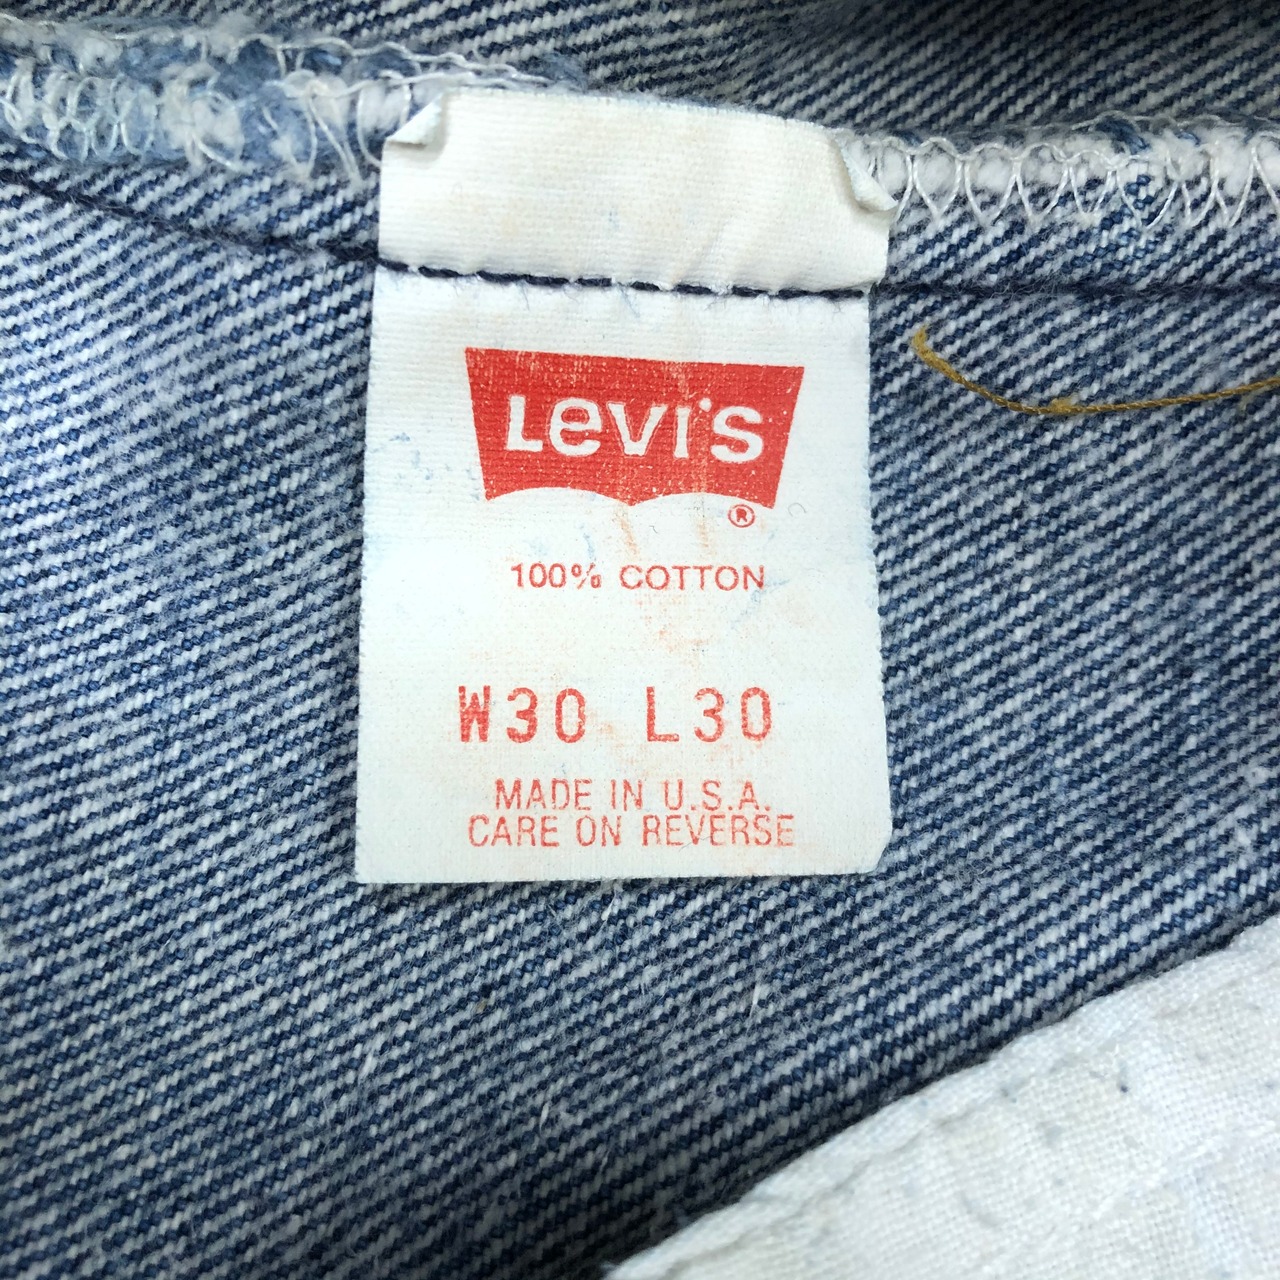 LeVI'S
®
100% COTTON
W30 L30
MADE IN U.S.A.
CARE ON REVERSE